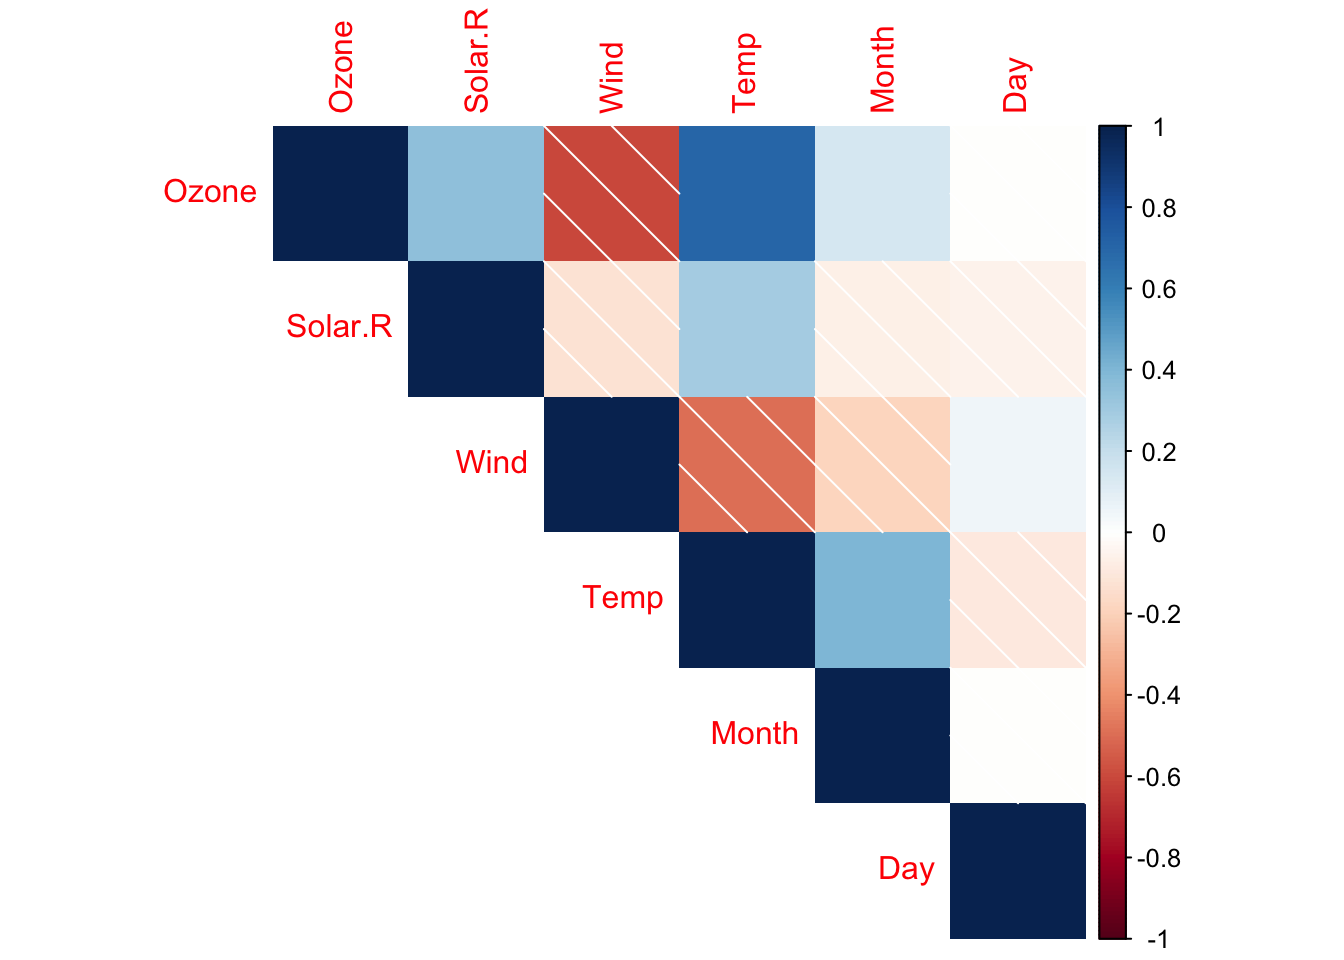 Ozone
Solar.R
Wind
Temp
Month
Day
Ozone
Solar.R
Wind
Temp
Month
Day
1
0.8
0.6
0.4
0.2
0
-0.2
-0.4
-0.6
-0.8
-1